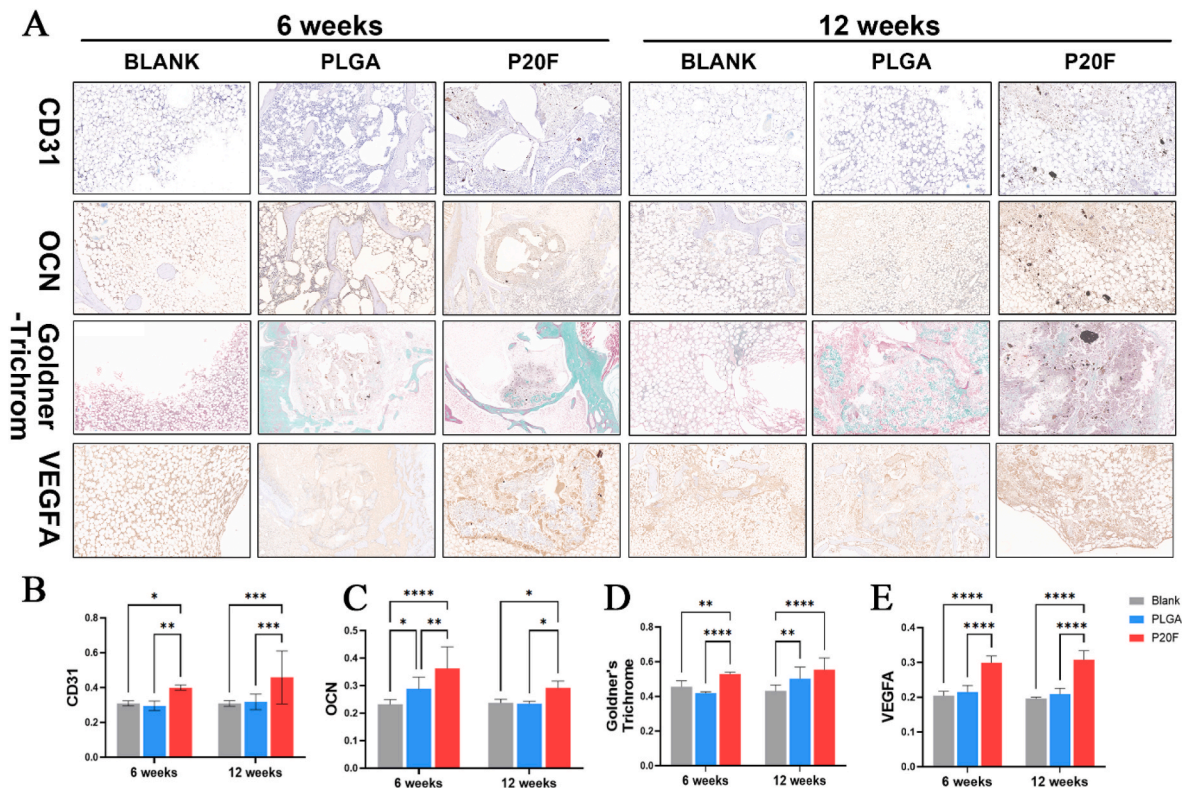 A
6 weeks
12 weeks
BLANK PLGA P20F BLANK PLGA P20F
CD31
OCN
Goldner
-Trichrom
VEGFA
B
CD31
0.8
0.6
0.4
0.2
0.0
* ** *** ***
6 weeks 12 weeks
C
OCN
0.5
0.4
0.3
0.2
0.1
0.0
**** * ** * *
6 weeks 12 weeks
D
Goldner's
Trichrome
0.8
0.6
0.4
0.2
0.0
** **** **** **
6 weeks 12 weeks
E
VEGFA
0.4
0.3
0.2
0.1
0.0
**** **** **** ****
6 weeks 12 weeks
Blank
PLGA
P20F